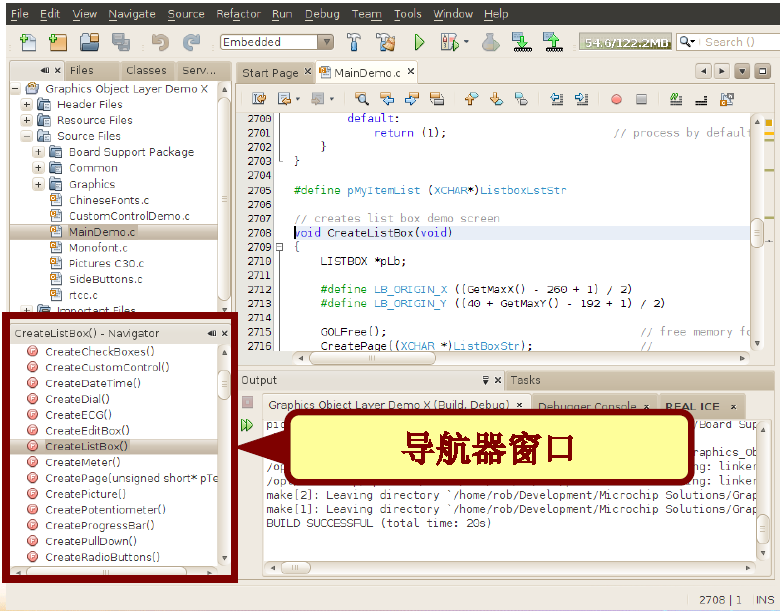 File Edit View Navigate Source Refactor Run Debug Team Tools Window Help
Embedded
54.6/122.2MB
Search ()
Files Classes Serv...
Start Page MainDemo.c
Graphics Object Layer Demo X
Header Files
Resource Files
Source Files
Board Support Package
Common
Graphics
ChineseFonts.c
CustomControlDemo.c
MainDemo.c
Monofont.c
Pictures C30.c
SideButtons.c
rtcc.c
Important Files
2700 default:
2701 return (1); // process by default
2702 }
2703 }
2704
2705 #define pMyItemList (XCHAR*)ListboxLstStr
2706
2707 // creates list box demo screen
2708 void CreateListBox(void)
2709 {
2710 LISTBOX *pLb;
2711
2712 #define LB_ORIGIN_X ((GetMaxX() - 260 + 1) / 2)
2713 #define LB_ORIGIN_Y ((40 + GetMaxY() - 192 + 1) / 2)
2714
2715 GOLFree(); // free memory fo
2716 CreatePage((XCHAR *)ListBoxStr); //
CreateListBox() - Navigator
CreateCheckBoxes()
CreateCustomControl()
CreateDateTime()
CreateDial()
CreateECG()
CreateEditBox()
CreateListBox()
CreateMeter()
CreatePage(unsigned short* pTe
CreatePicture()
CreatePotentiometer()
CreateProgressBar()
CreatePullDown()
CreateRadioButtons()
Output Tasks
Graphics Object Layer Demo X (Build, Debug) Debugger Console REAL ICE
pic /Board Sup
raphics_Ob
/op ng: linker
/op ng: linker
make[2]: Leaving directory `/home/rob/Development/Microchip Solutions/Grap
make[1]: Leaving directory `/home/rob/Development/Microchip Solutions/Grap
BUILD SUCCESSFUL (total time: 20s)
导航器窗口
2708 | 1 INS